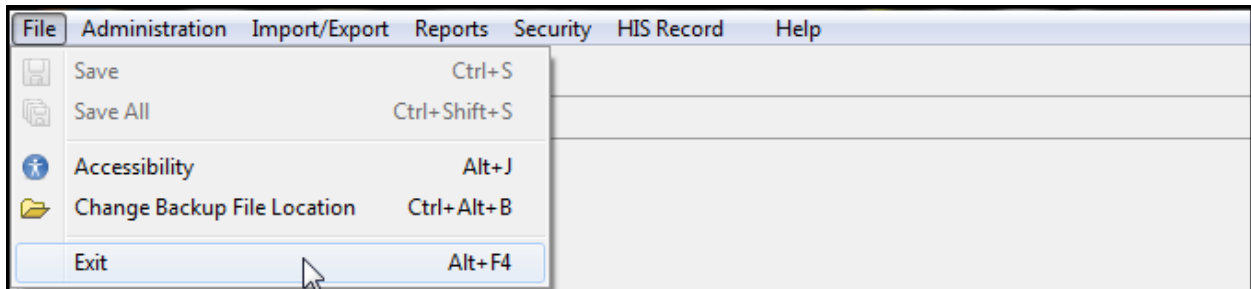 File Administration Import/Export Reports Security HIS Record Help
Save Ctrl+S
Save All Ctrl+Shift+S
Accessibility Alt+J
Change Backup File Location Ctrl+Alt+B
Exit Alt+F4